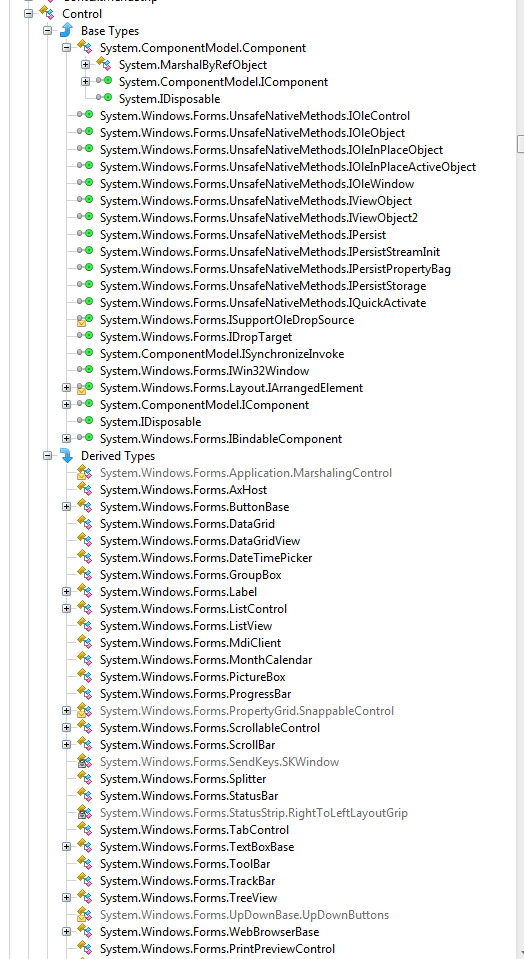 Control
Base Types
System.ComponentModel.Component
System.MarshalByRefObject
System.ComponentModel.IComponent
System.IDisposable
System.Windows.Forms.UnsafeNativeMethods.IOleControl
System.Windows.Forms.UnsafeNativeMethods.IOleObject
System.Windows.Forms.UnsafeNativeMethods.IOleInPlaceObject
System.Windows.Forms.UnsafeNativeMethods.IOleInPlaceActiveObject
System.Windows.Forms.UnsafeNativeMethods.IOleWindow
System.Windows.Forms.UnsafeNativeMethods.IViewObject
System.Windows.Forms.UnsafeNativeMethods.IViewObject2
System.Windows.Forms.UnsafeNativeMethods.IPersist
System.Windows.Forms.UnsafeNativeMethods.IPersistStreamInit
System.Windows.Forms.UnsafeNativeMethods.IPersistPropertyBag
System.Windows.Forms.UnsafeNativeMethods.IPersistStorage
System.Windows.Forms.UnsafeNativeMethods.IQuickActivate
System.Windows.Forms.ISupportOleDropSource
System.Windows.Forms.IDropTarget
System.ComponentModel.ISynchronizeInvoke
System.Windows.Forms.IWin32Window
System.Windows.Forms.Layout.IArrangedElement
System.ComponentModel.IComponent
System.IDisposable
System.Windows.Forms.IBindableComponent
Derived Types
System.Windows.Forms.Application.MarshalingControl
System.Windows.Forms.AxHost
System.Windows.Forms.ButtonBase
System.Windows.Forms.DataGrid
System.Windows.Forms.DataGridView
System.Windows.Forms.DateTimePicker
System.Windows.Forms.GroupBox
System.Windows.Forms.Label
System.Windows.Forms.ListControl
System.Windows.Forms.ListView
System.Windows.Forms.MdiClient
System.Windows.Forms.MonthCalendar
System.Windows.Forms.PictureBox
System.Windows.Forms.ProgressBar
System.Windows.Forms.PropertyGrid.SnappableControl
System.Windows.Forms.ScrollableControl
System.Windows.Forms.ScrollBar
System.Windows.Forms.SendKeys.SKWindow
System.Windows.Forms.Splitter
System.Windows.Forms.StatusBar
System.Windows.Forms.StatusStrip.RightToLeftLayoutGrip
System.Windows.Forms.TabControl
System.Windows.Forms.TextBoxBase
System.Windows.Forms.ToolBar
System.Windows.Forms.TrackBar
System.Windows.Forms.TreeView
System.Windows.Forms.UpDownBase.UpDownButtons
System.Windows.Forms.WebBrowserBase
System.Windows.Forms.PrintPreviewControl